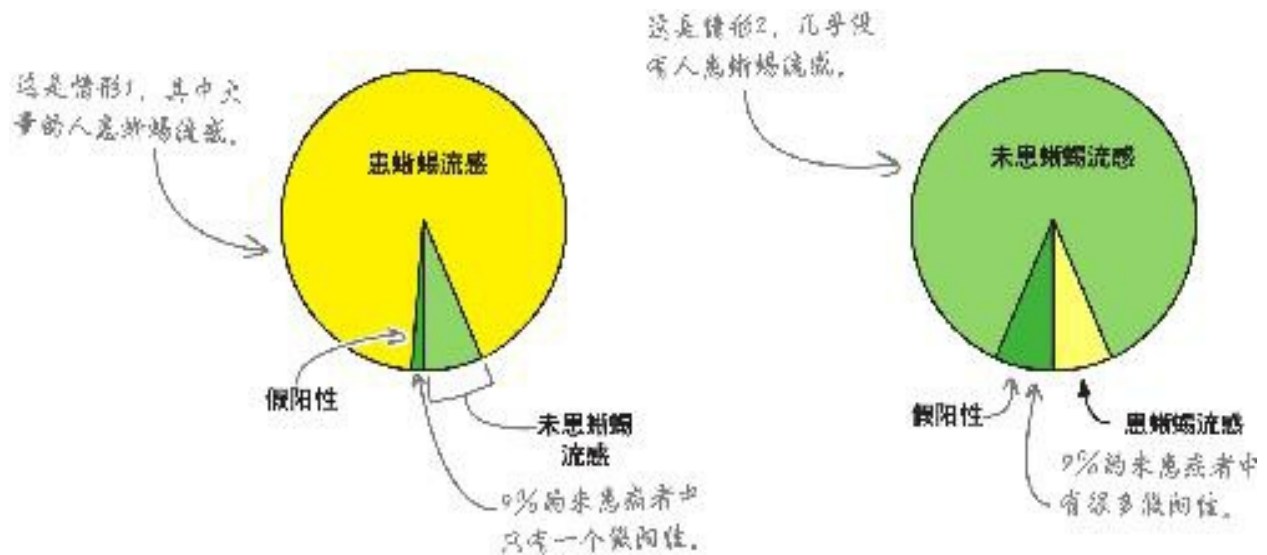 这是情形1，其中大
量的人患蜥蜴流感。
患蜥蜴流感
假阳性
未患蜥蜴
流感
9%的未患病者中
只有一个假阳性。
这是情形2，几乎没
有人患蜥蜴流感。
未患蜥蜴流感
假阳性
患蜥蜴流感
9%的未患病者中
有很多假阳性。